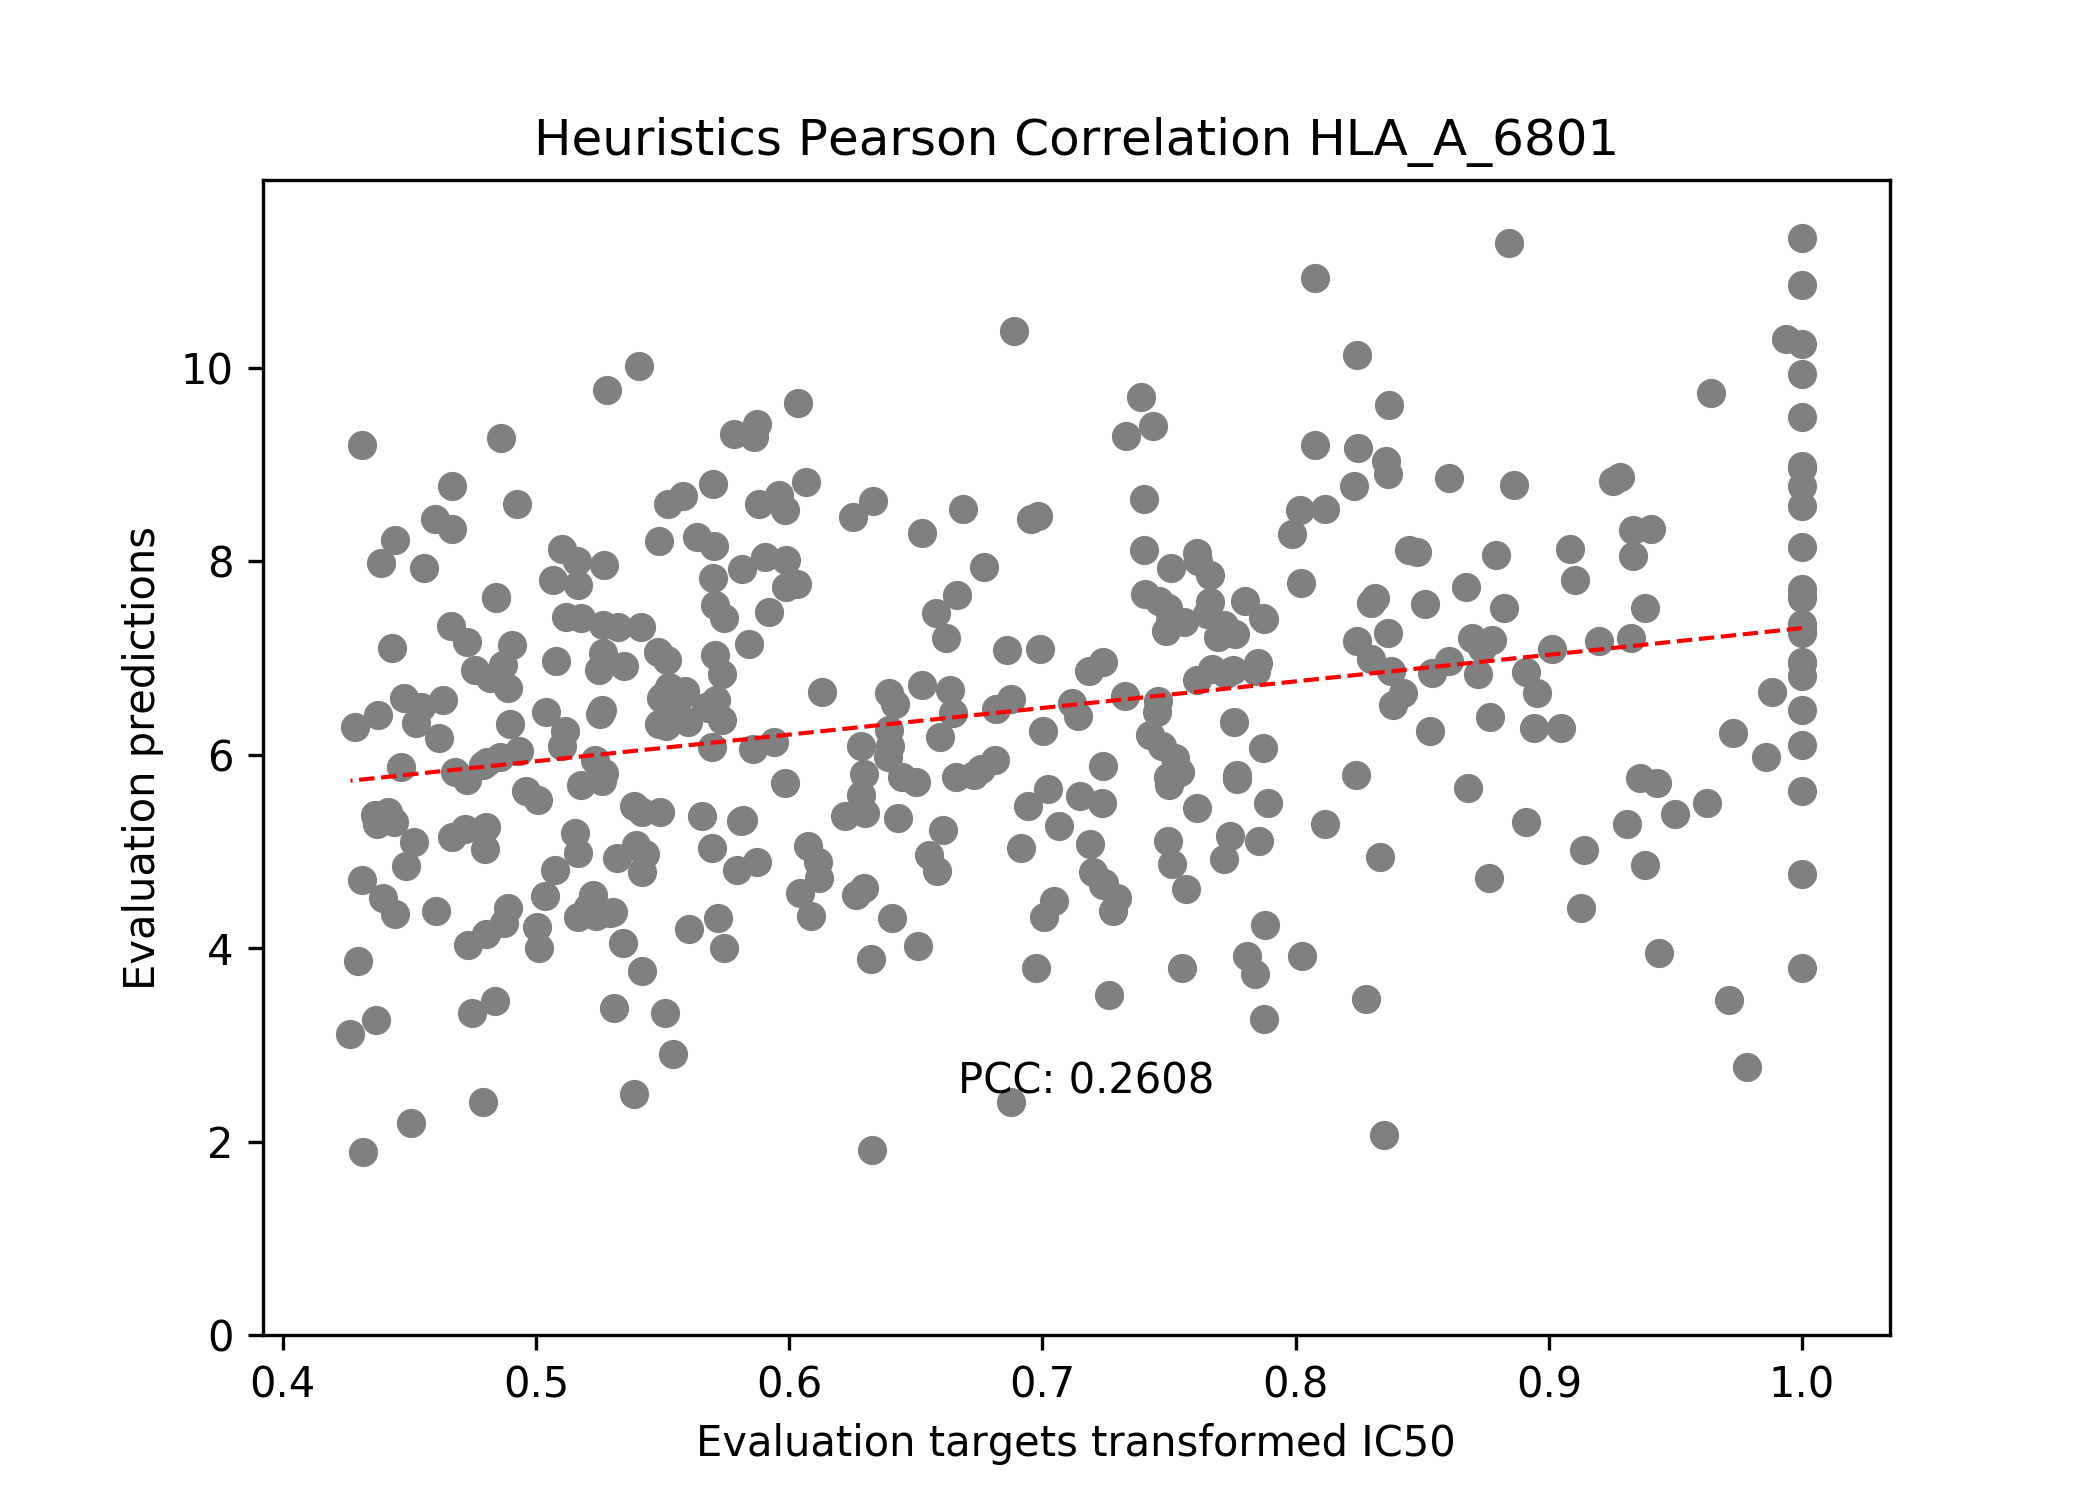 Heuristics Pearson Correlation HLA_A_6801
Evaluation predictions
10
8
6
4
2
0
PCC: 0.2608
0.4 0.5 0.6 0.7 0.8 0.9 1.0
Evaluation targets transformed IC50